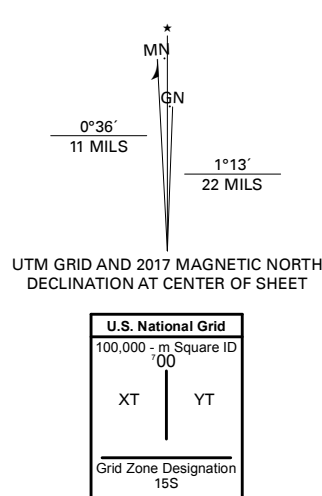 ★
MN
GN
0°36´
11 MILS
1°13´
22 MILS
UTM GRID AND 2017 MAGNETIC NORTH
DECLINATION AT CENTER OF SHEET
U.S. National Grid
100,000 - m Square ID
⁷00
XT YT
Grid Zone Designation
15S